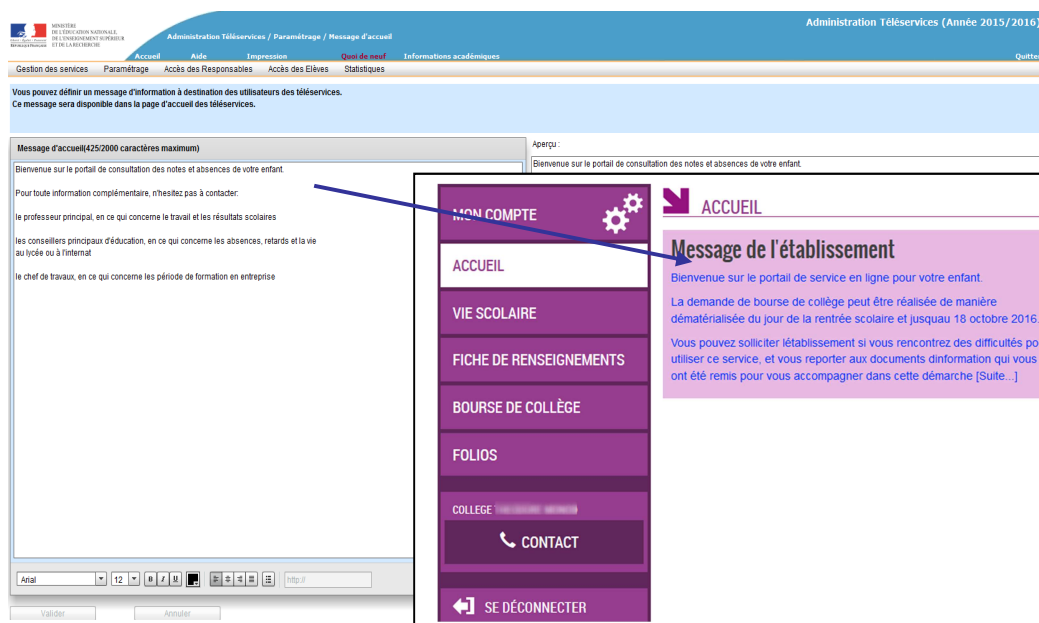 MINISTÈRE
DE L'ÉDUCATION NATIONALE,
DE L'ENSEIGNEMENT SUPÉRIEUR
ET DE LA RECHERCHE
Administration Téléservices (Année 2015/2016)
Administration Téléservices / Paramétrage / Message d'accueil
Accueil Aide Impression Quoi de neuf Informations académiques Quitter
Gestion des services Paramétrage Accès des Responsables Accès des Elèves Statistiques
Vous pouvez définir un message d'information à destination des utilisateurs des téléservices.
Ce message sera disponible dans la page d'accueil des téléservices.
Message d'accueil(425/2000 caractères maximum)
Bienvenue sur le portail de consultation des notes et absences de votre enfant.
Pour toute information complémentaire, n'hesitez pas à contacter:
le professeur principal, en ce qui concerne le travail et les résultats scolaires
les conseillers principaux d'éducation, en ce qui concerne les absences, retards et la vie
au lycée ou à l'internat
le chef de travaux, en ce qui concerne les période de formation en entreprise
Arial 12 B I U http://
Valider Annuler
Aperçu :
Bienvenue sur le portail de consultation des notes et absences de votre enfant.
MON COMPTE
ACCUEIL
VIE SCOLAIRE
FICHE DE RENSEIGNEMENTS
BOURSE DE COLLÈGE
FOLIOS
COLLEGE
CONTACT
SE DÉCONNECTER
ACCUEIL
Message de l'établissement
Bienvenue sur le portail de service en ligne pour votre enfant.
La demande de bourse de collège peut être réalisée de manière
dématérialisée du jour de la rentrée scolaire et jusquau 18 octobre 2016.
Vous pouvez solliciter létablissement si vous rencontrez des difficultés po
utiliser ce service, et vous reporter aux documents dinformation qui vous
ont été remis pour vous accompagner dans cette démarche [Suite...]